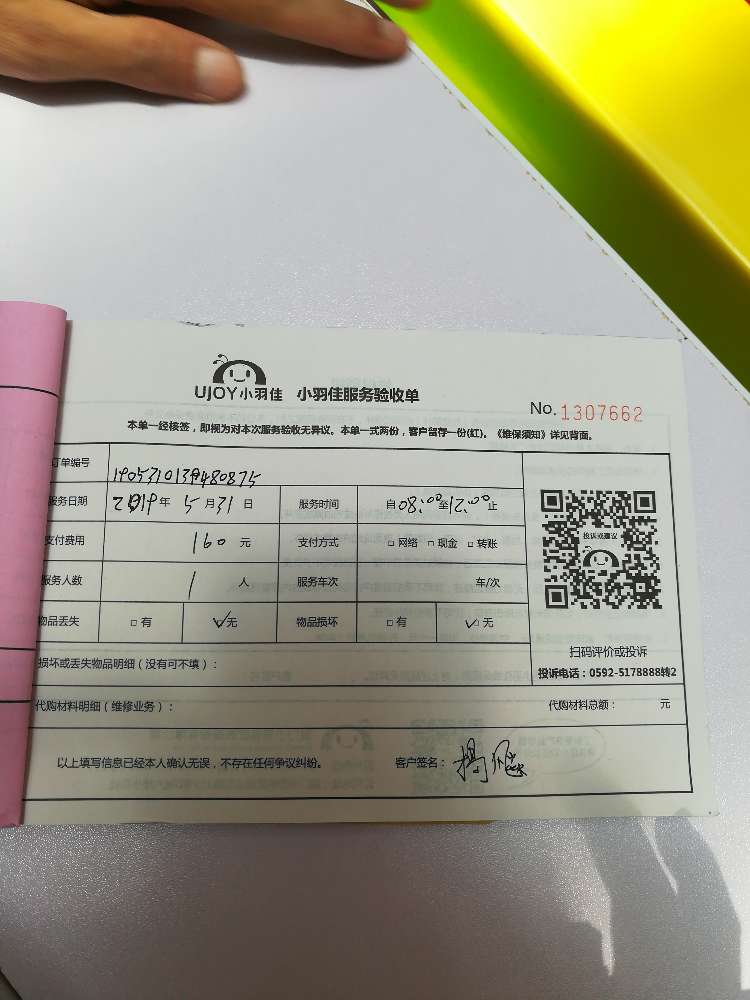 UJOY小羽佳 小羽佳服务验收单
No. 1307662
本单一经核签，即视为对本次服务验收无异议。本单一式两份，客户留存一份(红)。《维保须知》详见背面。
订单编号
服务日期 2019年 5月31日 服务时间 自08:00至12:00止
支付费用 160 元 支付方式 □网络 □现金 □转账
服务人数 1 人 服务车次 车/次
物品丢失 □有 ✓无 物品损坏 □有 ✓□无
投诉或建议
扫码评价或投诉
投诉电话：0592-5178888转2
损坏或丢失物品明细（没有可不填）：
代购材料明细（维修业务）： 代购材料总额： 元
以上填写信息已经本人确认无误，不存在任何争议纠纷。 客户签名：